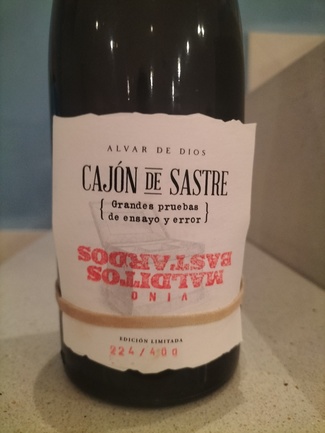 ALVAR DE DIOS
CAJÓN DE SASTRE
{ Grandes pruebas
de ensayo y error }
VINO
MALDITOS
BASTARDOS
EDICIÓN LIMITADA
224/400